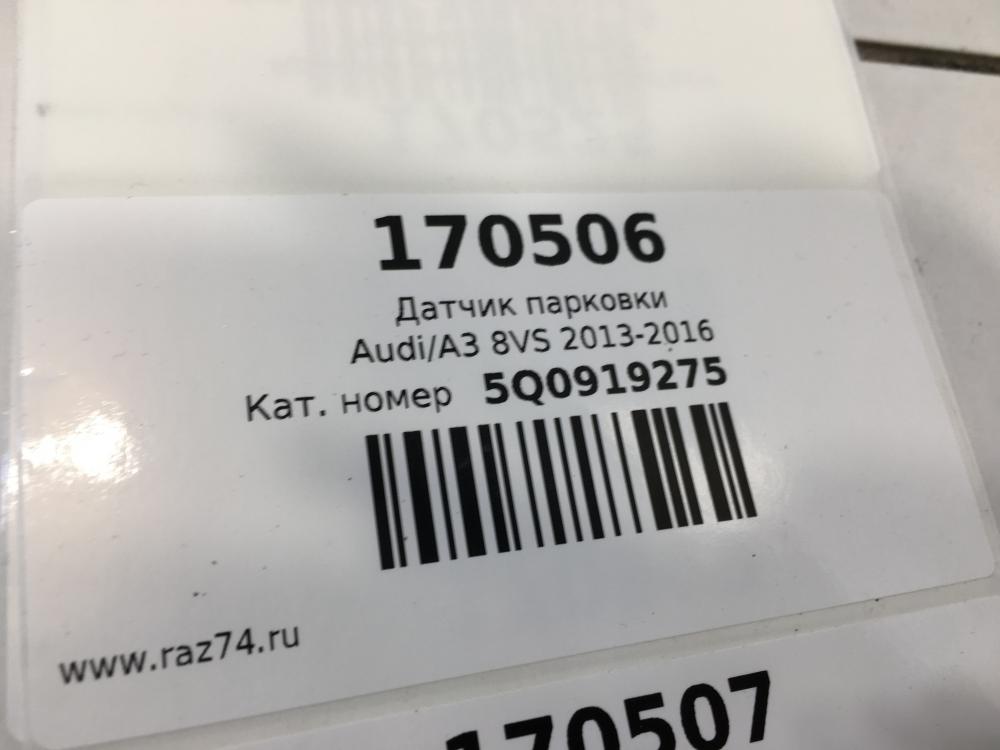 170506
Датчик парковки
Audi/A3 8VS 2013-2016
Кат. номер 5Q0919275
www.raz74.ru
170507